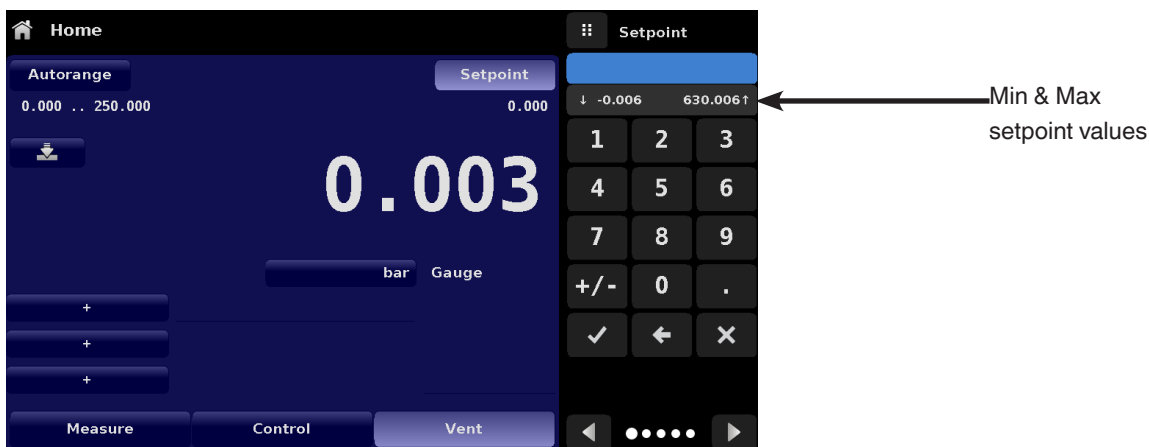 Home
Autorange
Setpoint
0.000 .. 250.000
0.000
0.003
bar
Gauge
+
+
+
Measure
Control
Vent
Setpoint
↓ -0.006 630.006↑
1 2 3
4 5 6
7 8 9
+/- 0 .
Min & Max
setpoint values